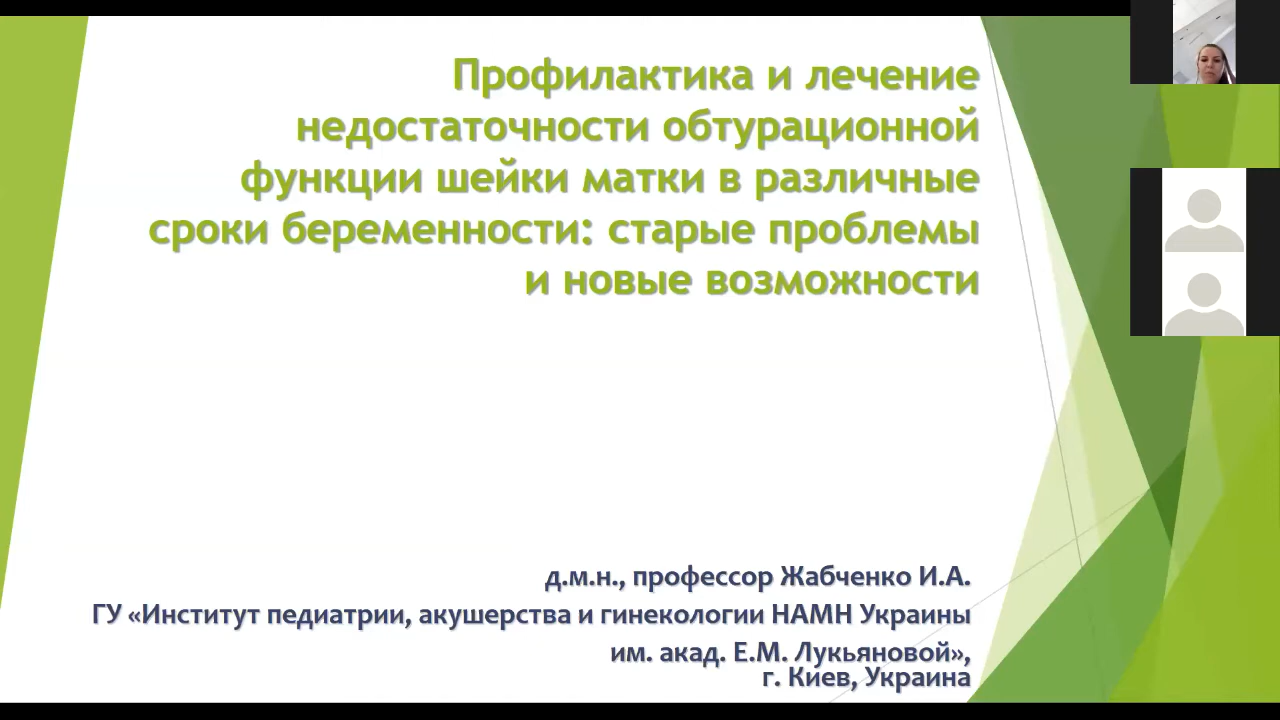 Профилактика и лечение
недостаточности обтурационной
функции шейки матки в различные
сроки беременности: старые проблемы
и новые возможности
д.м.н., профессор Жабченко И.А.
ГУ «Институт педиатрии, акушерства и гинекологии НАМН Украины
им. акад. Е.М. Лукьяновой»,
г. Киев, Украина